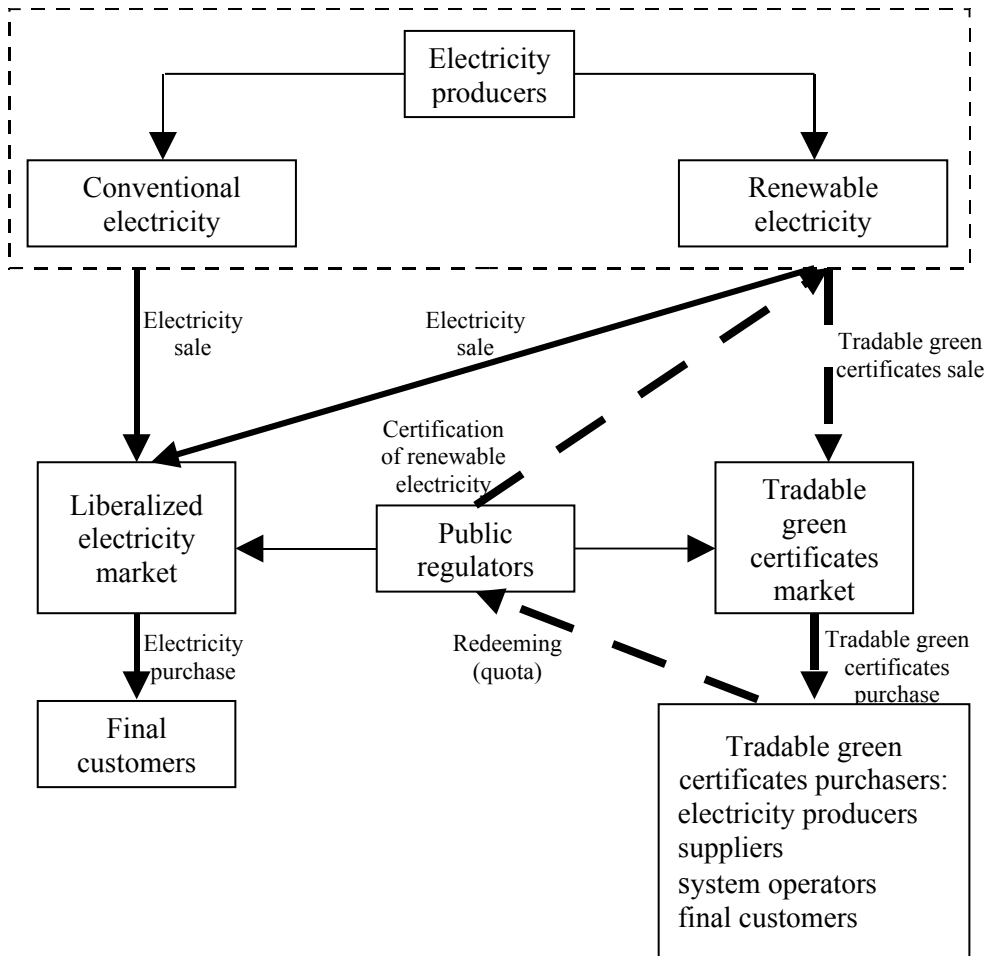 Electricity
producers
Conventional
electricity
Renewable
electricity
Electricity
sale
Electricity
sale
Tradable green
certificates sale
Certification
of renewable
electricity
Liberalized
electricity
market
Public
regulators
Tradable
green
certificates
market
Electricity
purchase
Redeeming
(quota)
Tradable green
certificates
purchase
Final
customers
Tradable green
certificates purchasers:
electricity producers
suppliers
system operators
final customers